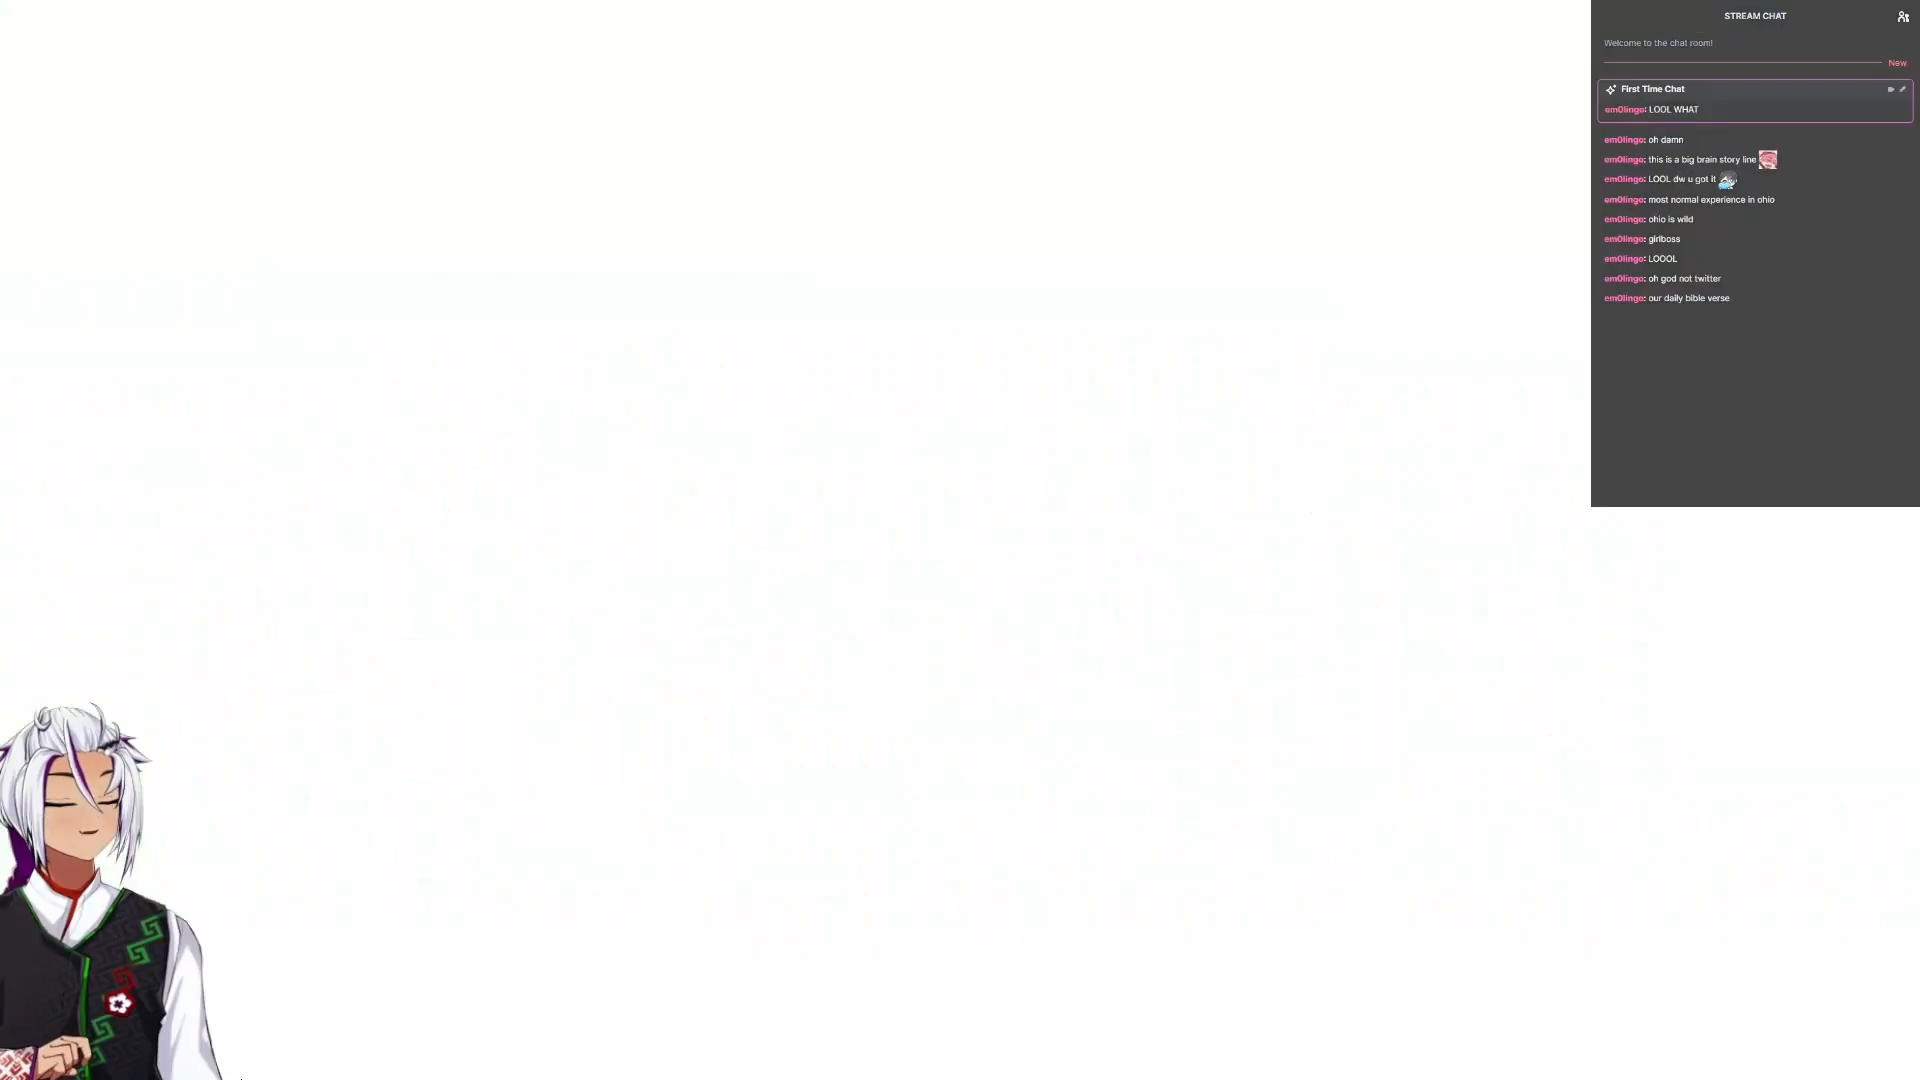 STREAM CHAT
Welcome to the chat room!
New
First Time Chat
em0lingo: LOOL WHAT
em0lingo: oh damn
em0lingo: this is a big brain story line
em0lingo: LOOL dw u got it
em0lingo: most normal experience in ohio
em0lingo: ohio is wild
em0lingo: girlboss
em0lingo: LOOOL
em0lingo: oh god not twitter
em0lingo: our daily bible verse